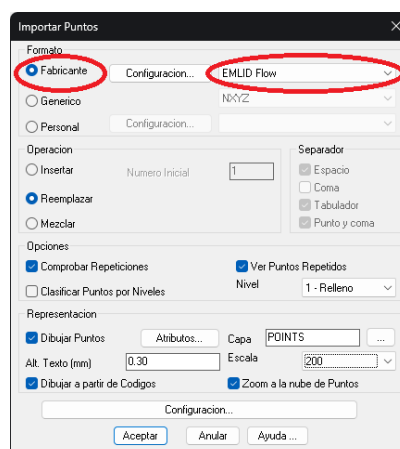 Importar Puntos
Formato
Fabricante Configuracion... EMLID Flow
Generico NXYZ
Personal Configuracion...
Operacion Separador
Insertar Numero Inicial 1 Espacio
Coma
Reemplazar Tabulador
Mezclar Punto y coma
Opciones
Comprobar Repeticiones Ver Puntos Repetidos
Clasificar Puntos por Niveles Nivel 1 - Relleno
Representacion
Dibujar Puntos Atributos... Capa POINTS ...
Alt. Texto (mm) 0.30 Escala 200
Dibujar a partir de Codigos Zoom a la nube de Puntos
Configuracion...
Aceptar Anular Ayuda ...